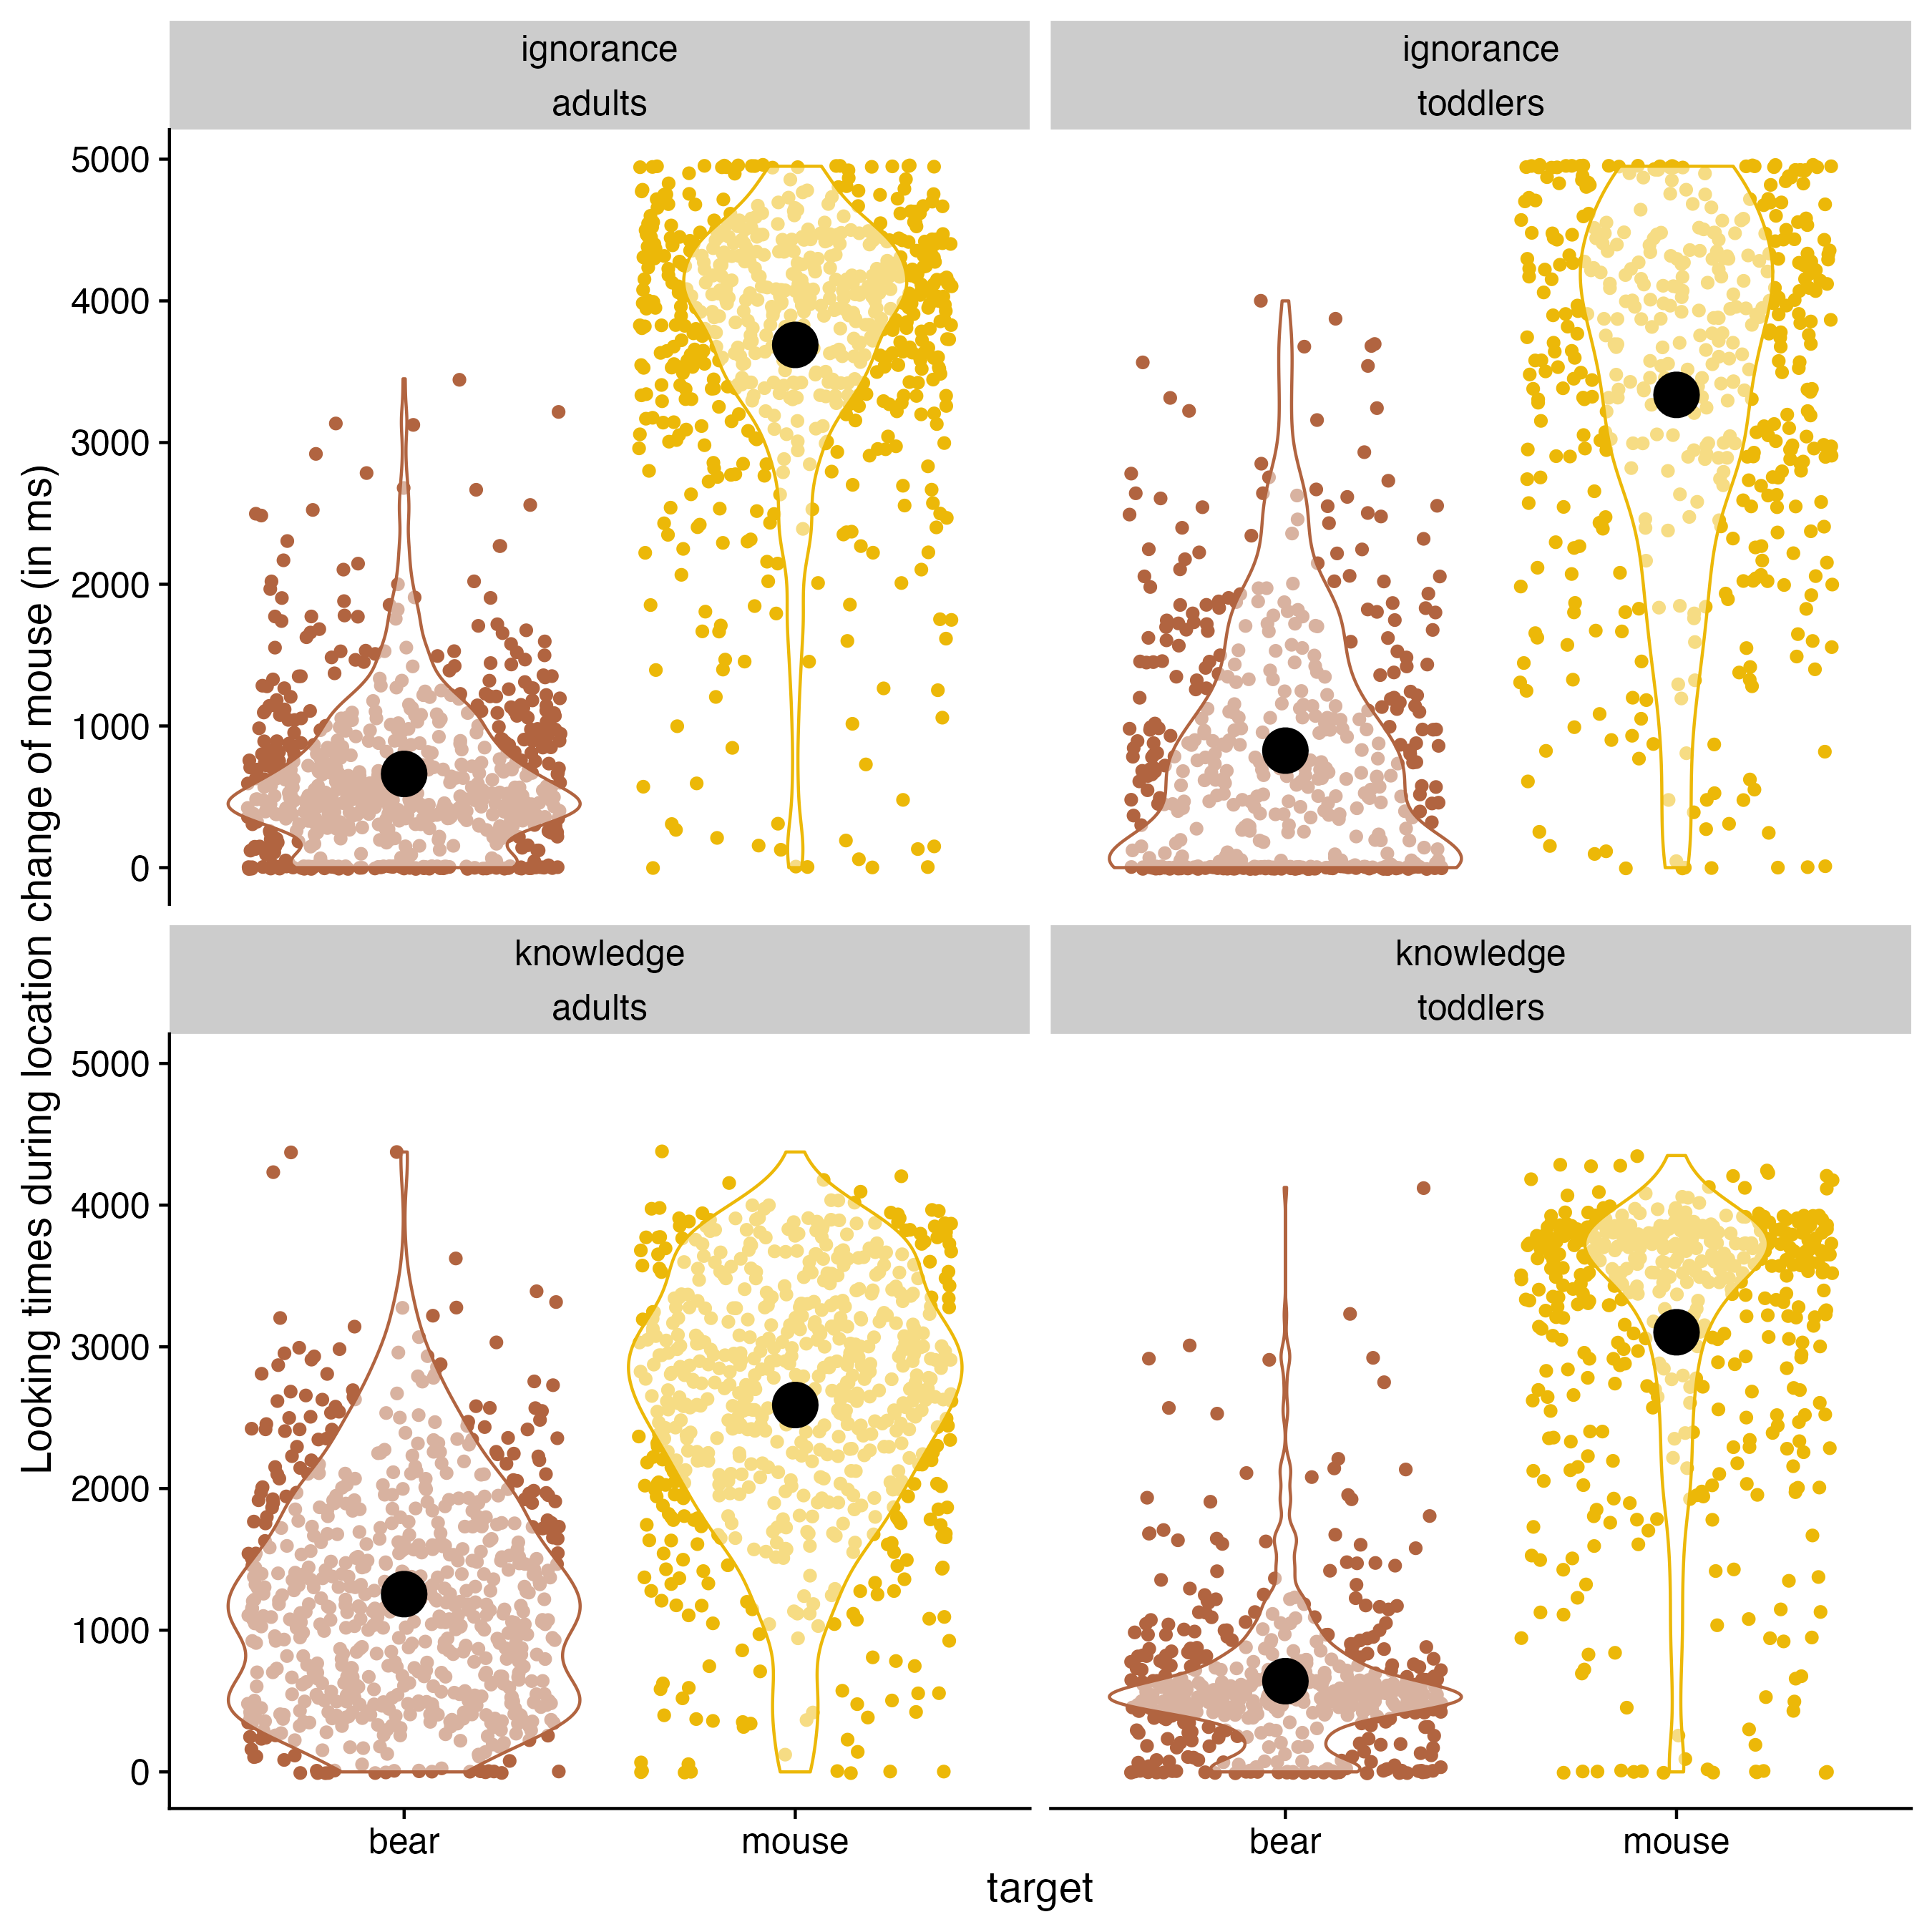 ignorance
adults
ignorance
toddlers
5000
4000
3000
2000
1000
0
knowledge
adults
knowledge
toddlers
5000
4000
3000
2000
1000
0
Looking times during location change of mouse (in ms)
bear
mouse
bear
mouse
target